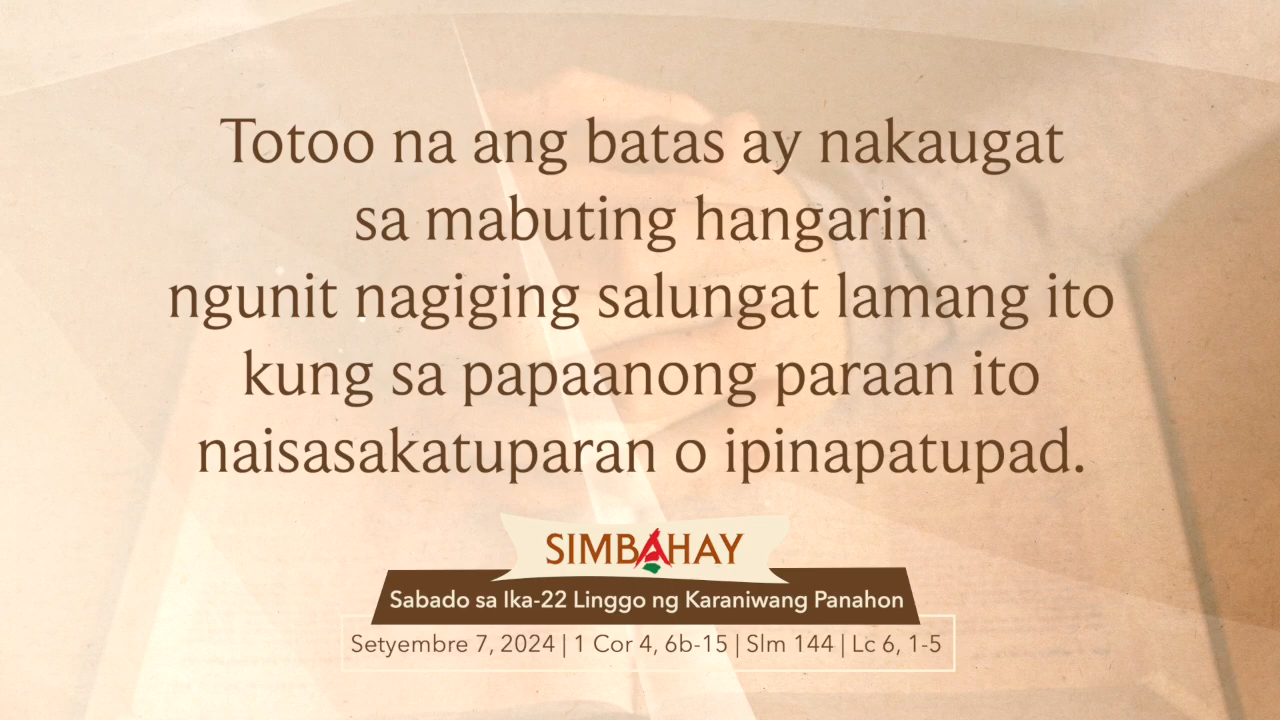 Totoo na ang batas ay nakaugat
sa mabuting hangarin
ngunit nagiging salungat lamang ito
kung sa papaanong paraan ito
naisasakatuparan o ipinapatupad.
SIMBAHAY
Sabado sa Ika-22 Linggo ng Karaniwang Panahon
Setyembre 7, 2024 | 1 Cor 4, 6b-15 | Slm 144 | Lc 6, 1-5